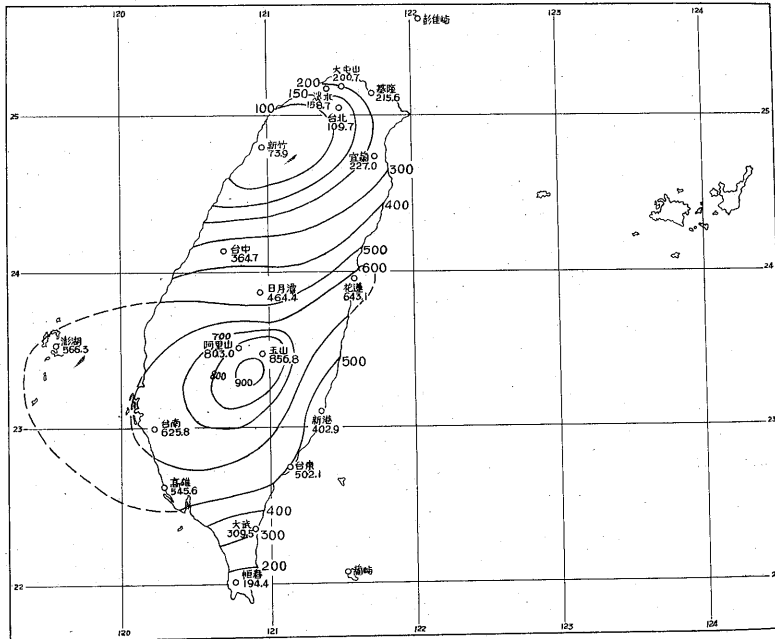 120
121
122
123
124
彭佳嶼
大屯山
200.7
200
基隆
215.6
150
淡水
158.7
100
台北
109.7
25
25
新竹
73.9
宜蘭
227.0
300
400
台中
364.7
500
24
24
600
日月潭
464.4
花蓮
643.1
澎湖
566.3
700
阿里山
803.0
玉山
856.8
800
900
500
新港
402.9
台南
625.8
23
23
台東
502.1
高雄
545.6
400
大武
309.5
300
200
恒春
194.4
蘭嶼
22
22
120
121
122
123
124